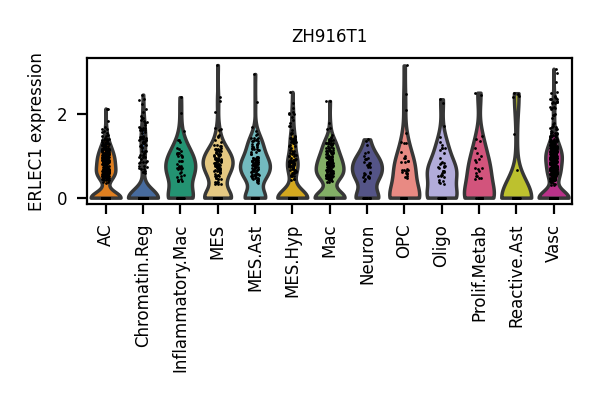 ZH916T1
ERLEC1 expression
2
0
AC
Chromatin.Reg
Inflammatory.Mac
MES
MES.Ast
MES.Hyp
Mac
Neuron
OPC
Oligo
Prolif.Metab
Reactive.Ast
Vasc